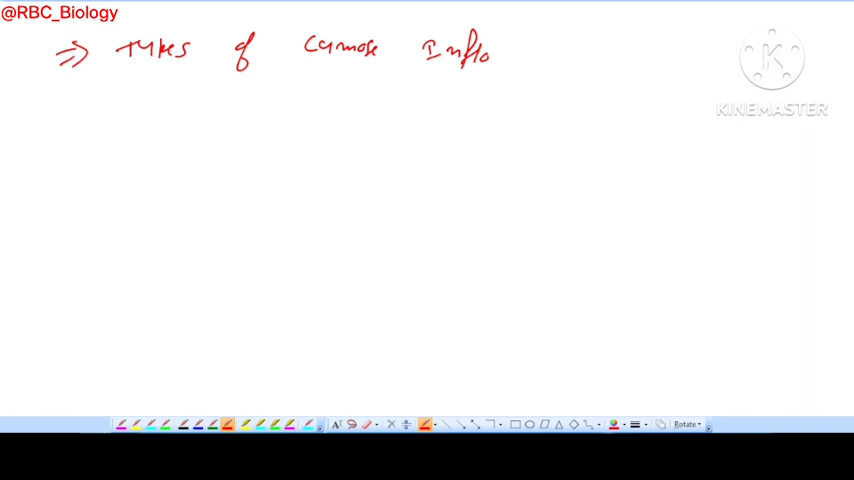 @RBC_Biology
⇒ Types of Cymose Inflo
KINEMASTER
Rotate